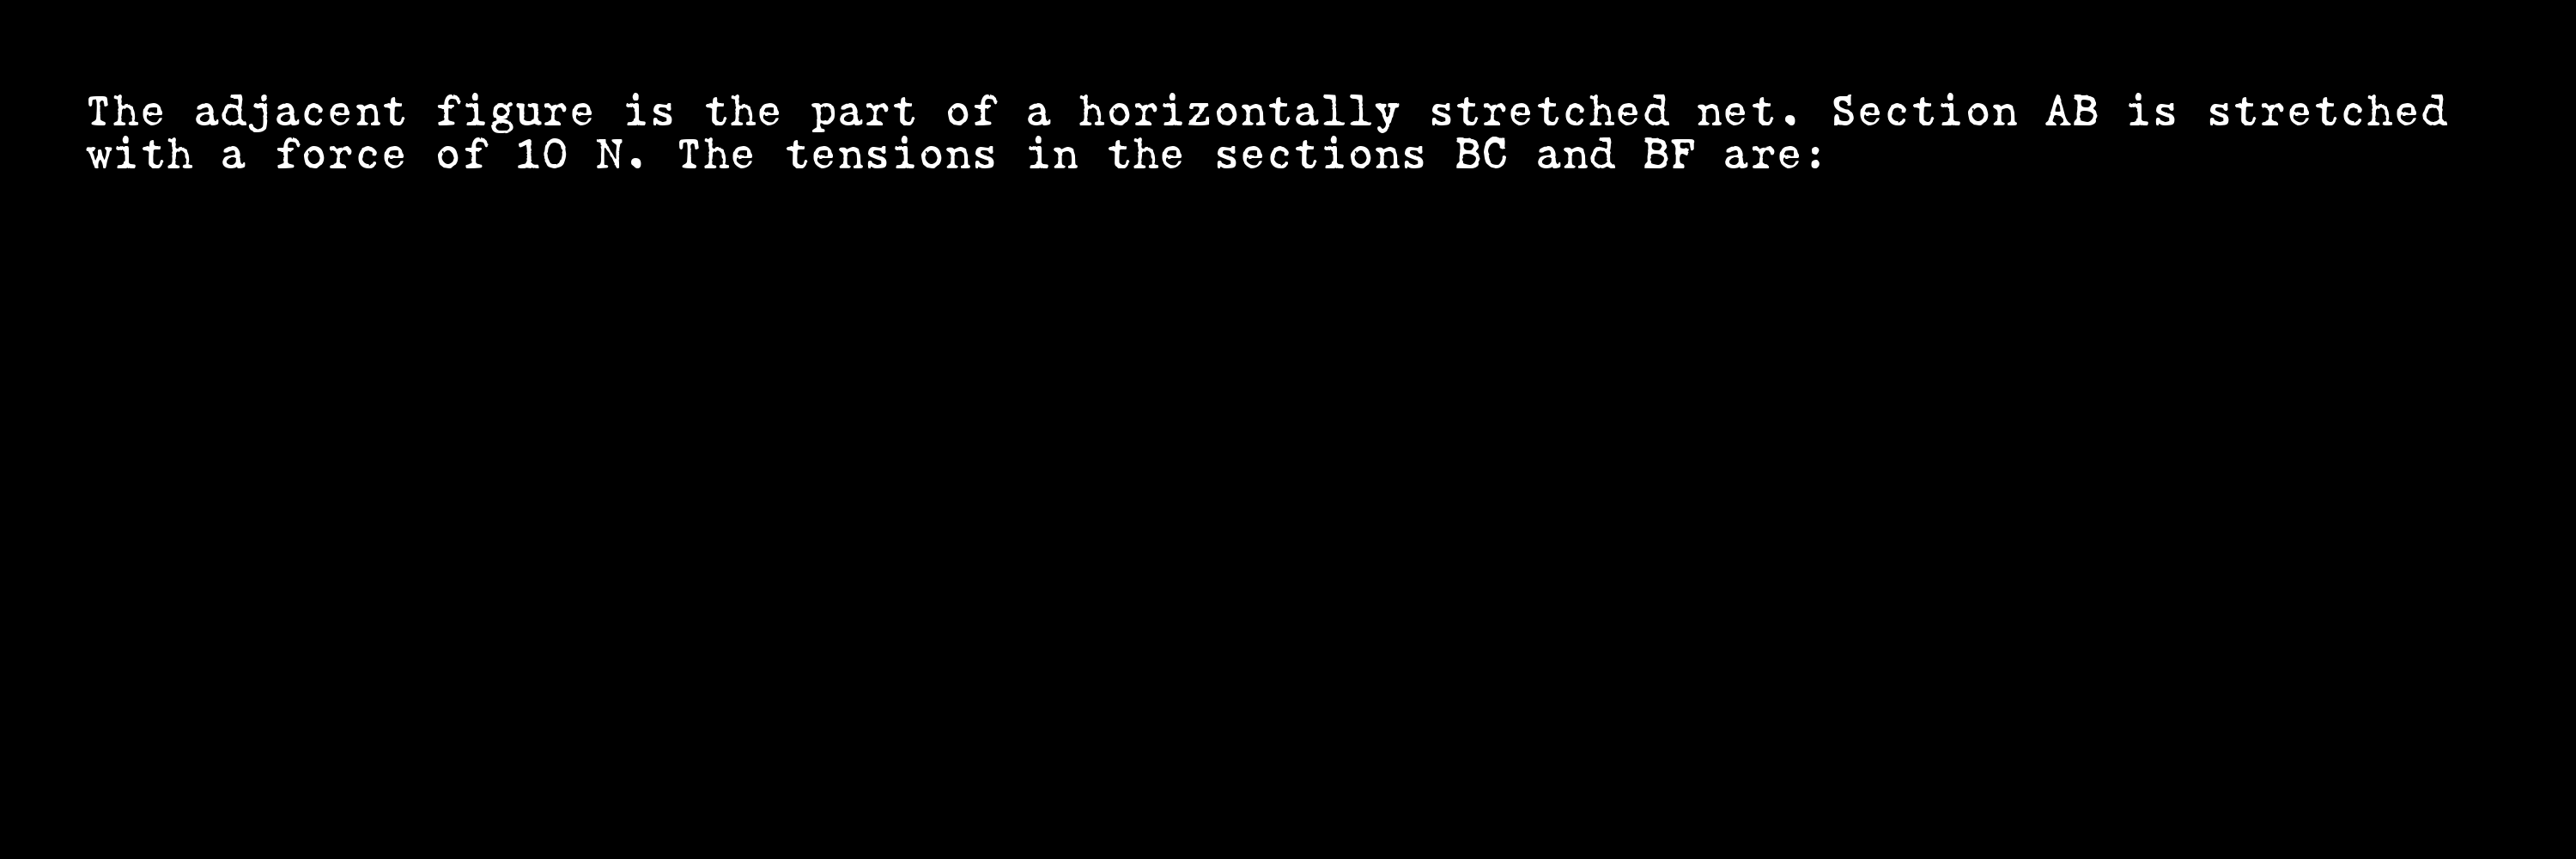 The adjacent figure is the part of a horizontally stretched net. Section AB is stretched
with a force of 10 N. The tensions in the sections BC and BF are: